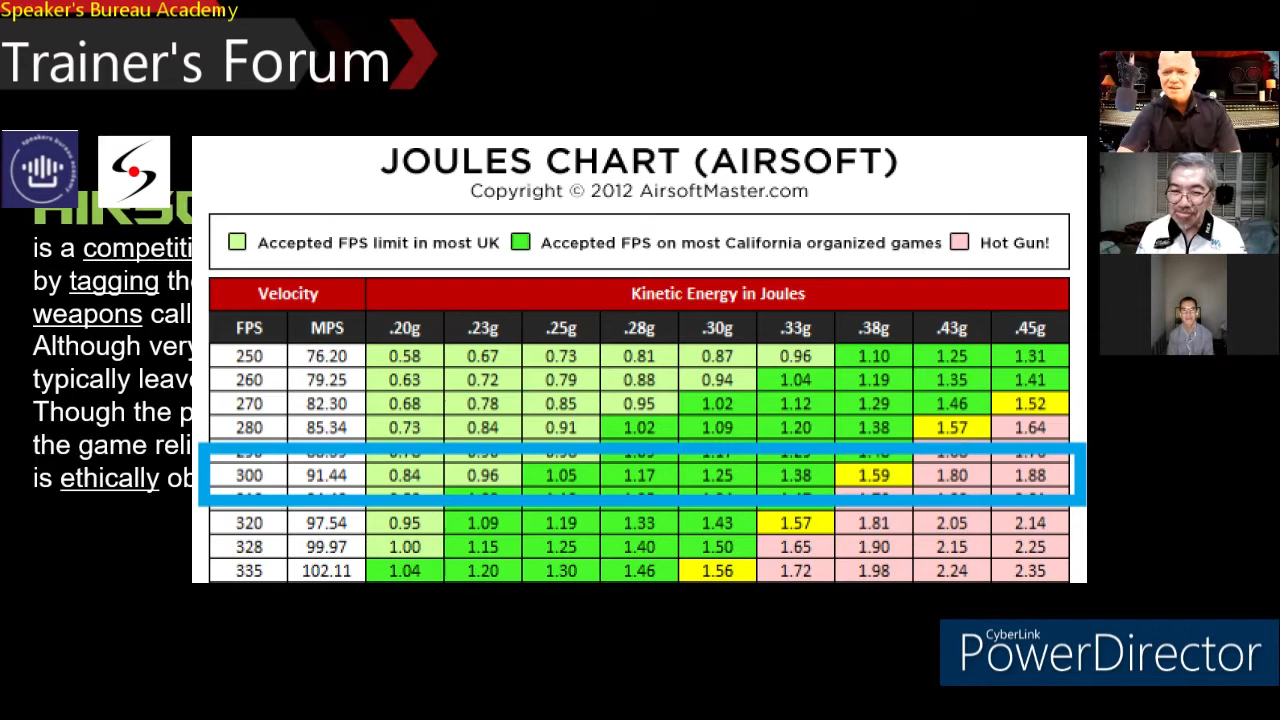 Speaker's Bureau Academy
Trainer's Forum
speakers bureau academy
is a
by tagging
weapons
Although
Though the
the game
is ethically
JOULES CHART (AIRSOFT)
Copyright © 2012 AirsoftMaster.com
Accepted FPS limit in most UK Accepted FPS on most California organized games Hot Gun!
Velocity Kinetic Energy in Joules
FPS MPS .20g .23g .25g .28g .30g .33g .38g .43g .45g
250 76.20 0.58 0.67 0.73 0.81 0.87 0.96 1.10 1.25 1.31
260 79.25 0.63 0.72 0.79 0.88 0.94 1.04 1.19 1.35 1.41
270 82.30 0.68 0.78 0.85 0.95 1.02 1.12 1.29 1.46 1.52
280 85.34 0.73 0.84 0.91 1.02 1.09 1.20 1.38 1.57 1.64
300 91.44 0.84 0.96 1.05 1.17 1.25 1.38 1.59 1.80 1.88
320 97.54 0.95 1.09 1.19 1.33 1.43 1.57 1.81 2.05 2.14
328 99.97 1.00 1.15 1.25 1.40 1.50 1.65 1.90 2.15 2.25
335 102.11 1.04 1.20 1.30 1.46 1.56 1.72 1.98 2.24 2.35
CyberLink
PowerDirector